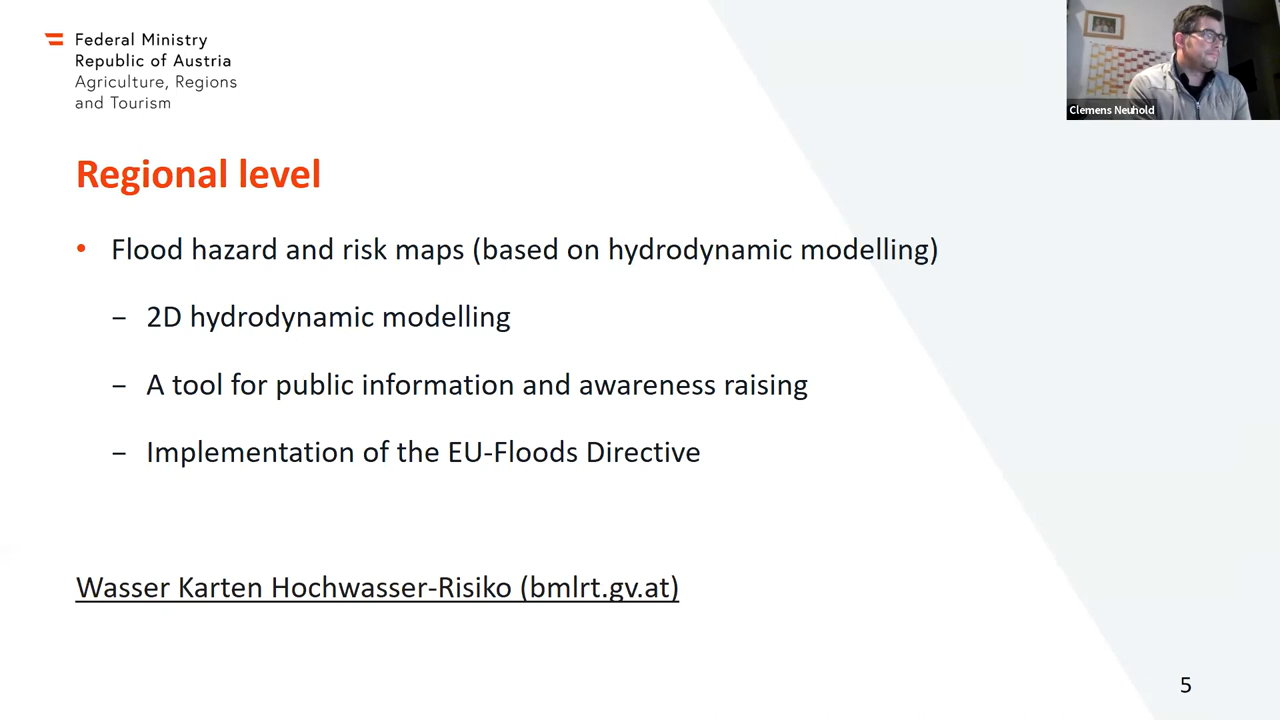 Federal Ministry
Republic of Austria
Agriculture, Regions
and Tourism
Clemens Neuhold
Regional level
• Flood hazard and risk maps (based on hydrodynamic modelling)
− 2D hydrodynamic modelling
− A tool for public information and awareness raising
− Implementation of the EU-Floods Directive
Wasser Karten Hochwasser-Risiko (bmlrt.gv.at)
5